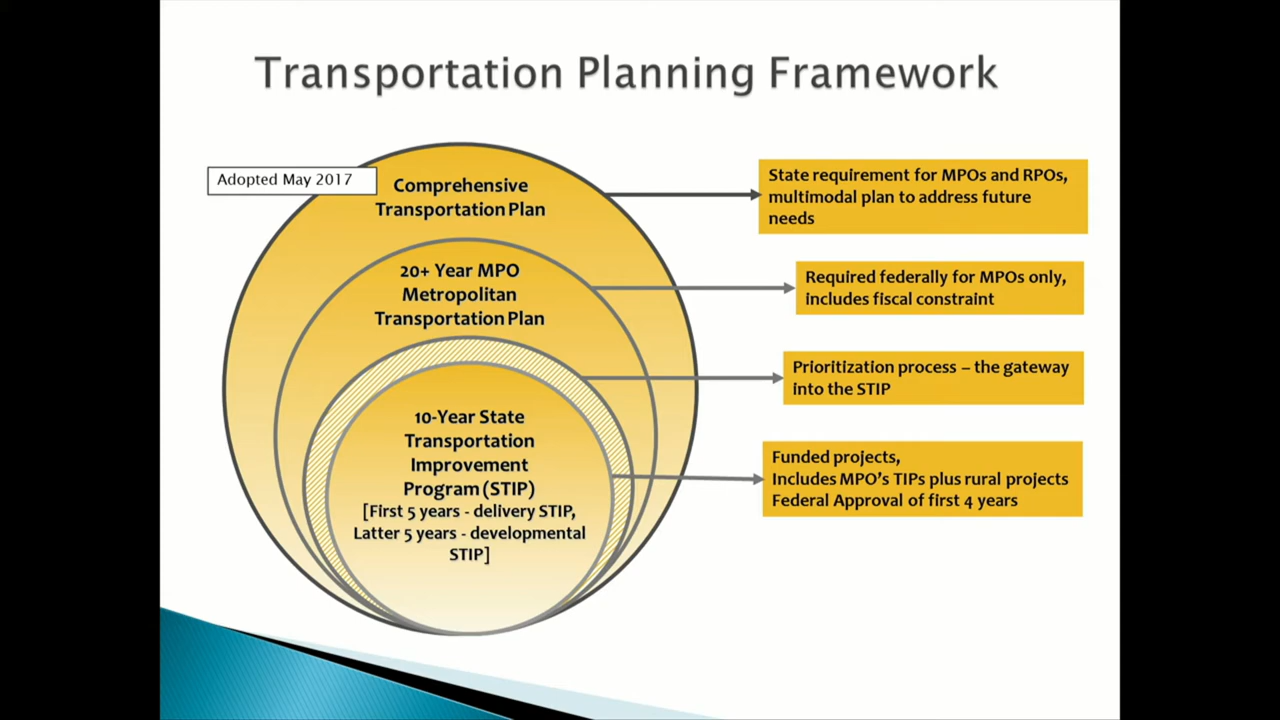 Transportation Planning Framework
Adopted May 2017
Comprehensive
Transportation Plan
State requirement for MPOs and RPOs,
multimodal plan to address future
needs
20+ Year MPO
Metropolitan
Transportation Plan
Required federally for MPOs only,
includes fiscal constraint
Prioritization process – the gateway
into the STIP
10-Year State
Transportation
Improvement
Program (STIP)
[First 5 years - delivery STIP,
Latter 5 years - developmental
STIP]
Funded projects,
Includes MPO’s TIPs plus rural projects
Federal Approval of first 4 years